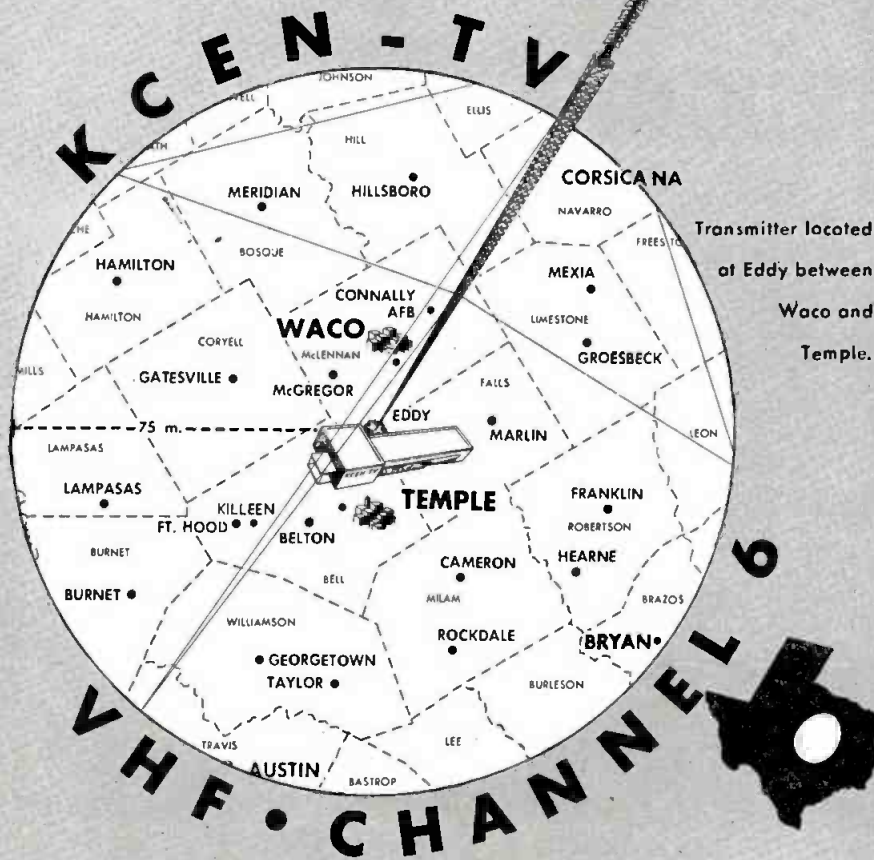 KCEN-TV
JOHNSON
ELLIS
HILL
CORSICANA
MERIDIAN
HILLSBORO
NAVARRO
BOSQUE
Transmitter located
at Eddy between
Waco and
Temple.
HAMILTON
MEXIA
CONNALLY
AFB
HAMILTON
WACO
LIMESTONE
CORYELL
McLENNAN
GROESBECK
MILLS
GATESVILLE
McGREGOR
FALLS
EDDY
75 m.
MARLIN
LEON
LAMPASAS
LAMPASAS
TEMPLE
FRANKLIN
KILLEEN
FT. HOOD
BELTON
ROBERTSON
BURNET
CAMERON
HEARNE
BELL
BURNET
MILAM
BRAZOS
WILLIAMSON
ROCKDALE
BRYAN
GEORGETOWN
TAYLOR
BURLESON
TRAVIS
LEE
AUSTIN
BASTROP
VHF • CHANNEL 6